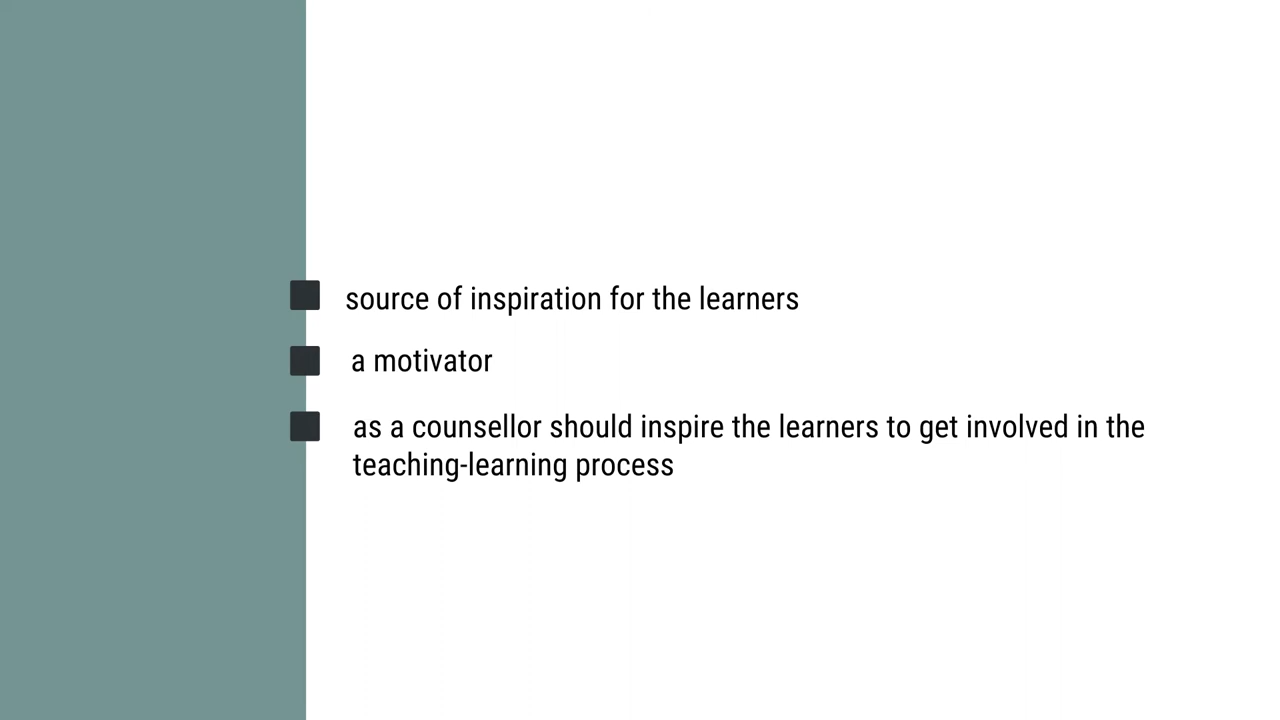 source of inspiration for the learners
a motivator
as a counsellor should inspire the learners to get involved in the
teaching-learning process